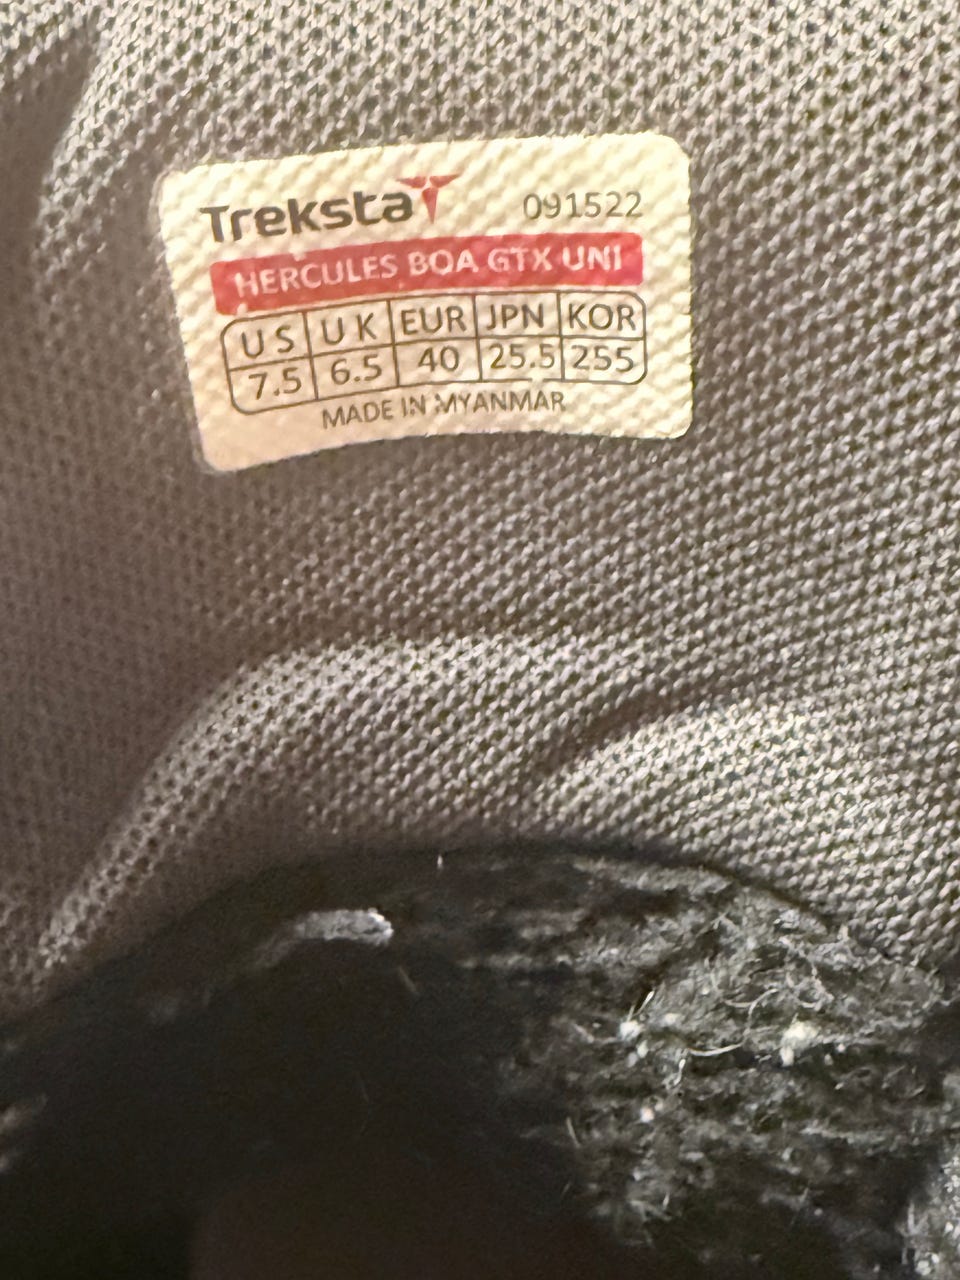 Treksta 091522
HERCULES BOA GTX UNI
US UK EUR JPN KOR
7.5 6.5 40 25.5 255
MADE IN MYANMAR